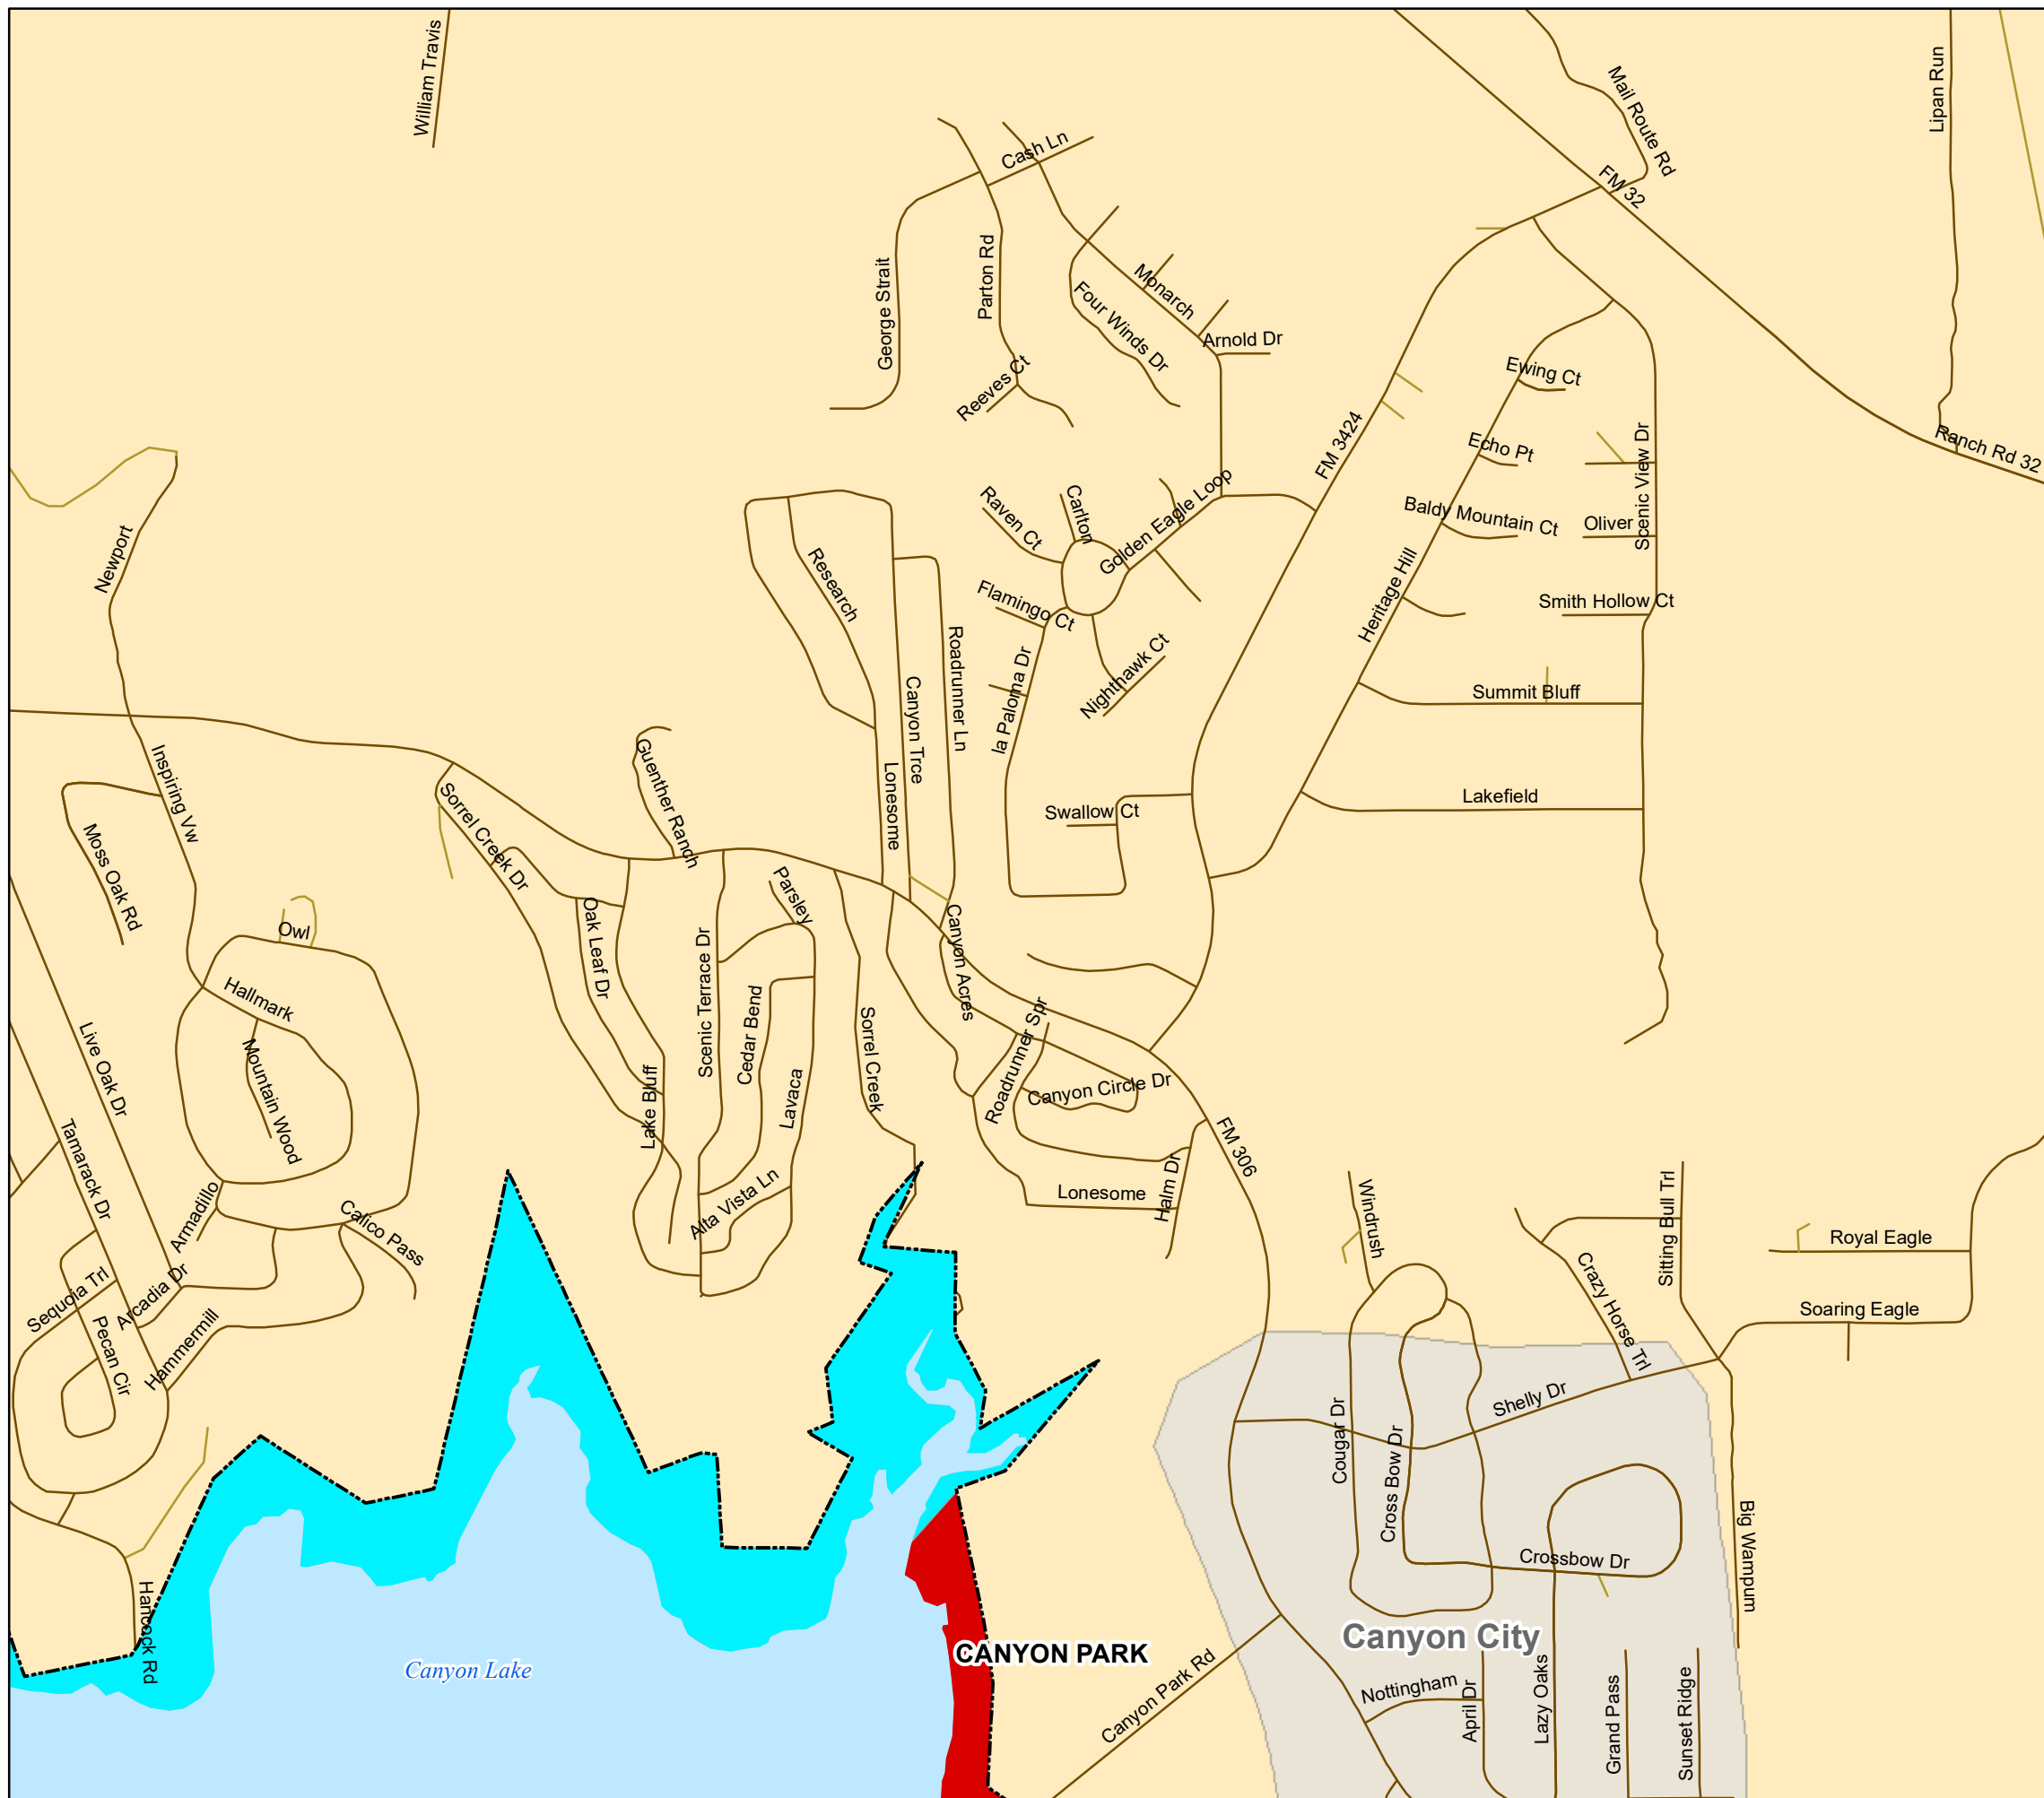 William Travis
Mail Route Rd
Lipan Run
Cash Ln
FM 32
George Strait
Parton Rd
Monarch
Four Winds Dr
Arnold Dr
Reeves Ct
Ewing Ct
FM 3424
Echo Pt
Scenic View Dr
Ranch Rd 32
Raven Ct
Carlton
Golden Eagle Loop
Baldy Mountain Ct
Oliver
Newport
Research
Flamingo Ct
Heritage Hill
Smith Hollow Ct
Roadrunner Ln
la Paloma Dr
Nighthawk Ct
Canyon Trce
Summit Bluff
Inspiring Vw
Guenther Ranch
Lonesome
Swallow Ct
Lakefield
Sorrel Creek Dr
Moss Oak Rd
Parsley
Owl
Oak Leaf Dr
Scenic Terrace Dr
Canyon Acres
Hallmark
Live Oak Dr
Mountain Wood
Cedar Bend
Sorrel Creek
Roadrunner Spr
Lake Bluff
Lavaca
Canyon Circle Dr
Tamarack Dr
FM 306
Armadillo
Calico Pass
Alta Vista Ln
Lonesome
Halm Dr
Windrush
Sitting Bull Trl
Royal Eagle
Crazy Horse Trl
Sequoia Trl
Arcadia Dr
Pecan Cir
Hammermill
Soaring Eagle
Shelly Dr
Cougar Dr
Cross Bow Dr
Crossbow Dr
Big Wampum
Hancock Rd
Canyon Lake
CANYON PARK
Canyon City
Canyon Park Rd
Nottingham
April Dr
Lazy Oaks
Grand Pass
Sunset Ridge